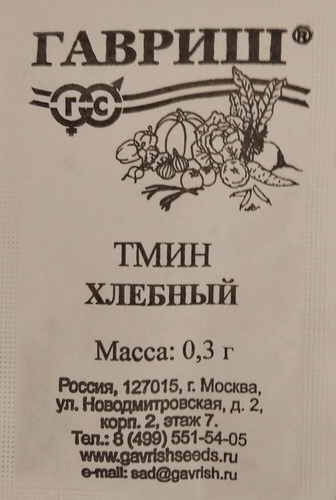 ГАВРИШ®
ГС
ТМИН
ХЛЕБНЫЙ
Масса: 0,3 г
Россия, 127015, г. Москва,
ул. Новодмитровская, д. 2,
корп. 2, этаж 7.
Тел.: 8 (499) 551-54-05
www.gavrishseeds.ru
e-mail: sad@gavrish.ru